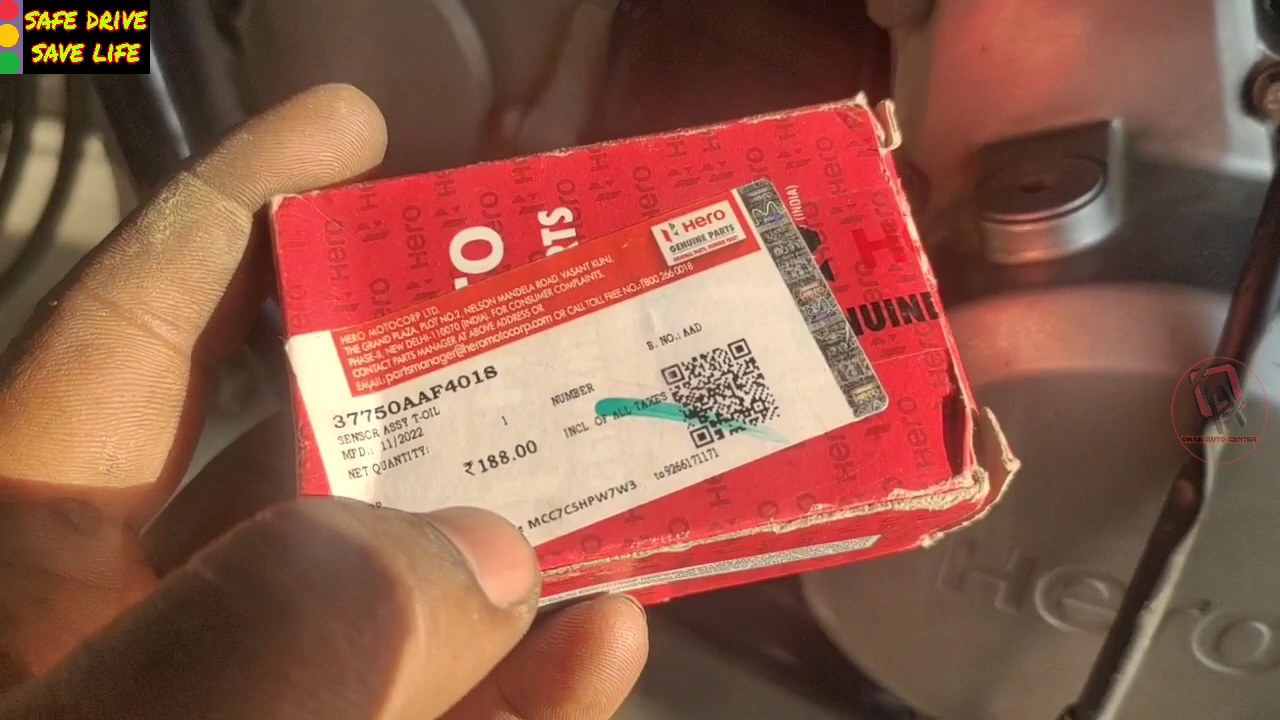 SAFE DRIVE
SAVE LIFE
Hero
GENUINE PARTS
HERO MOTOCORP LTD.
THE GRAND PLAZA, PLOT NO.2, NELSON MANDELA ROAD, VASANT KUNJ,
PHASE-II, NEW DELHI-110070 (INDIA). FOR CONSUMER COMPLAINTS,
CONTACT PARTS MANAGER AT ABOVE ADDRESS OR
EMAIL: partsmanager@heromotocorp.com OR CALL TOLL FREE NO.:1800 266 0018
B. NO.: AAD
37750AAF401S
SENSOR ASSY T-OIL
MFD.: 11/2022
NET QUANTITY: 1 NUMBER
₹188.00 INCL OF ALL TAXES
MCC7CSHPW7W3 to 9266171171
(INDIA)
Hero